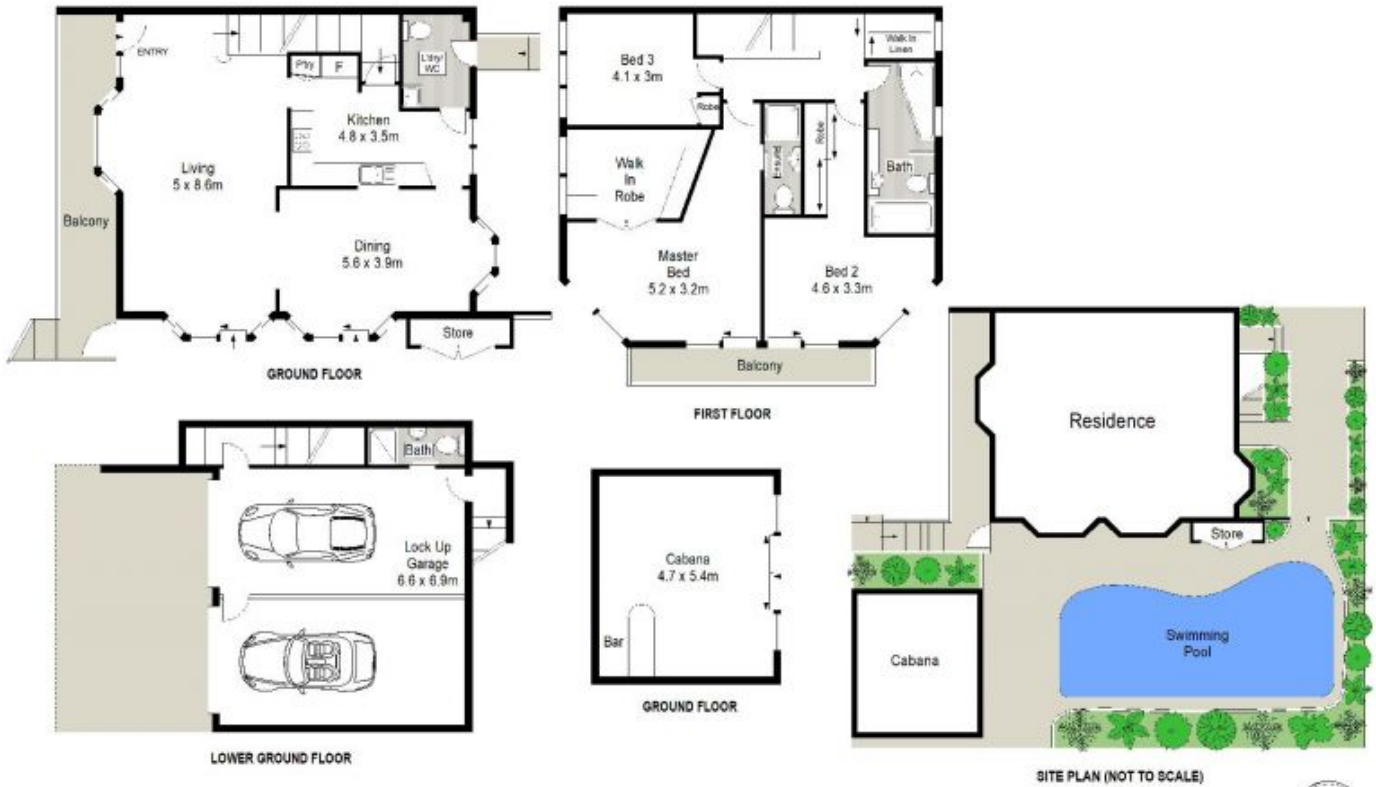 ENTRY
Ptry
F
L'dry/
WC
Kitchen
4.8 x 3.5m
Living
5 x 8.6m
Balcony
Dining
5.6 x 3.9m
Store
GROUND FLOOR
Bed 3
4.1 x 3m
Robe
Walk In
Linen
Walk
In
Robe
Ensuite
Robe
Bath
Master
Bed
5.2 x 3.2m
Bed 2
4.6 x 3.3m
Balcony
FIRST FLOOR
Bath
Lock Up
Garage
6.6 x 6.9m
LOWER GROUND FLOOR
Cabana
4.7 x 5.4m
Bar
GROUND FLOOR
Residence
Store
Swimming
Pool
Cabana
SITE PLAN (NOT TO SCALE)